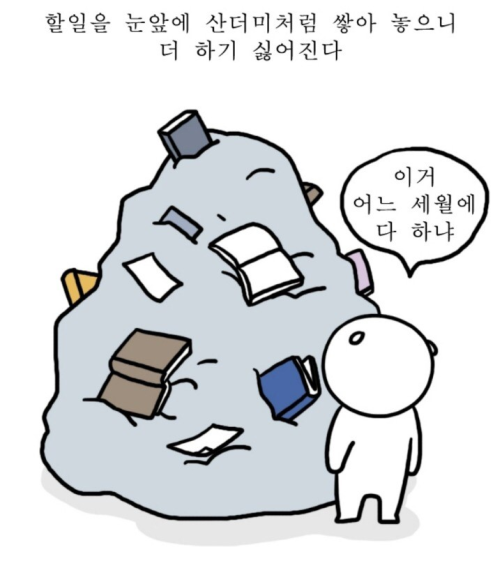 할일을 눈앞에 산더미처럼 쌓아 놓으니
더 하기 싫어진다
이거
어느 세월에
다 하냐